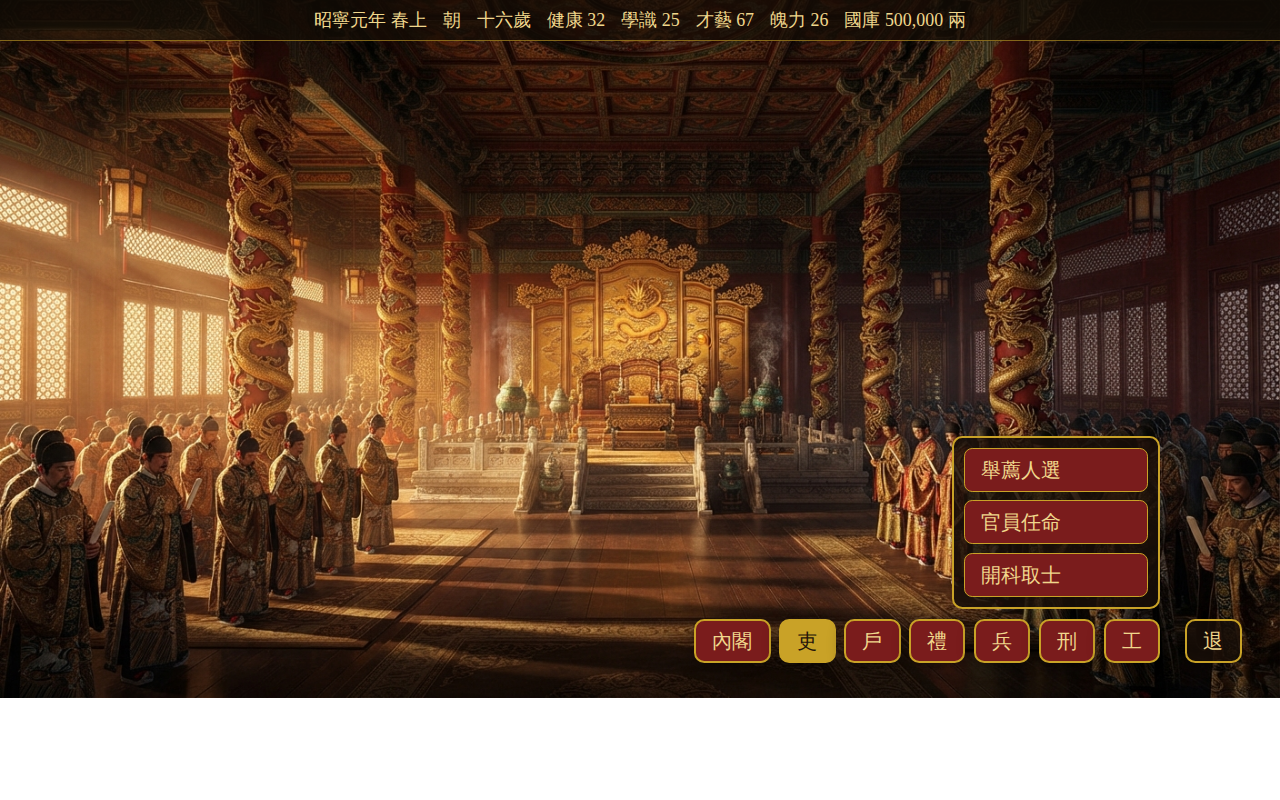 昭寧元年 春上 朝 十六歲 健康 32 學識 25 才藝 67 魄力 26 國庫 500,000 兩
舉薦人選
官員任命
開科取士
內閣 吏 戶 禮 兵 刑 工 退